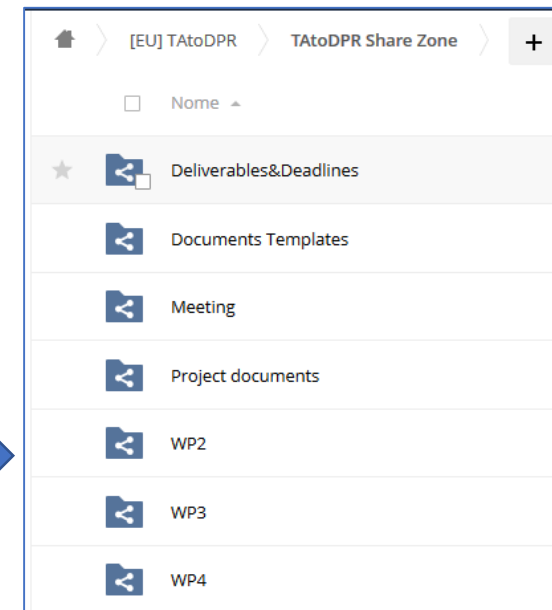 [EU] TAtoDPR TAtoDPR Share Zone +
Nome
Deliverables&Deadlines
Documents Templates
Meeting
Project documents
WP2
WP3
WP4